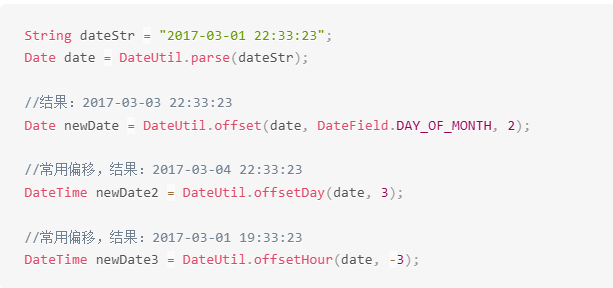 String dateStr = "2017-03-01 22:33:23";
Date date = DateUtil.parse(dateStr);
//结果：2017-03-03 22:33:23
Date newDate = DateUtil.offset(date, DateField.DAY_OF_MONTH, 2);
//常用偏移，结果：2017-03-04 22:33:23
DateTime newDate2 = DateUtil.offsetDay(date, 3);
//常用偏移，结果：2017-03-01 19:33:23
DateTime newDate3 = DateUtil.offsetHour(date, -3);